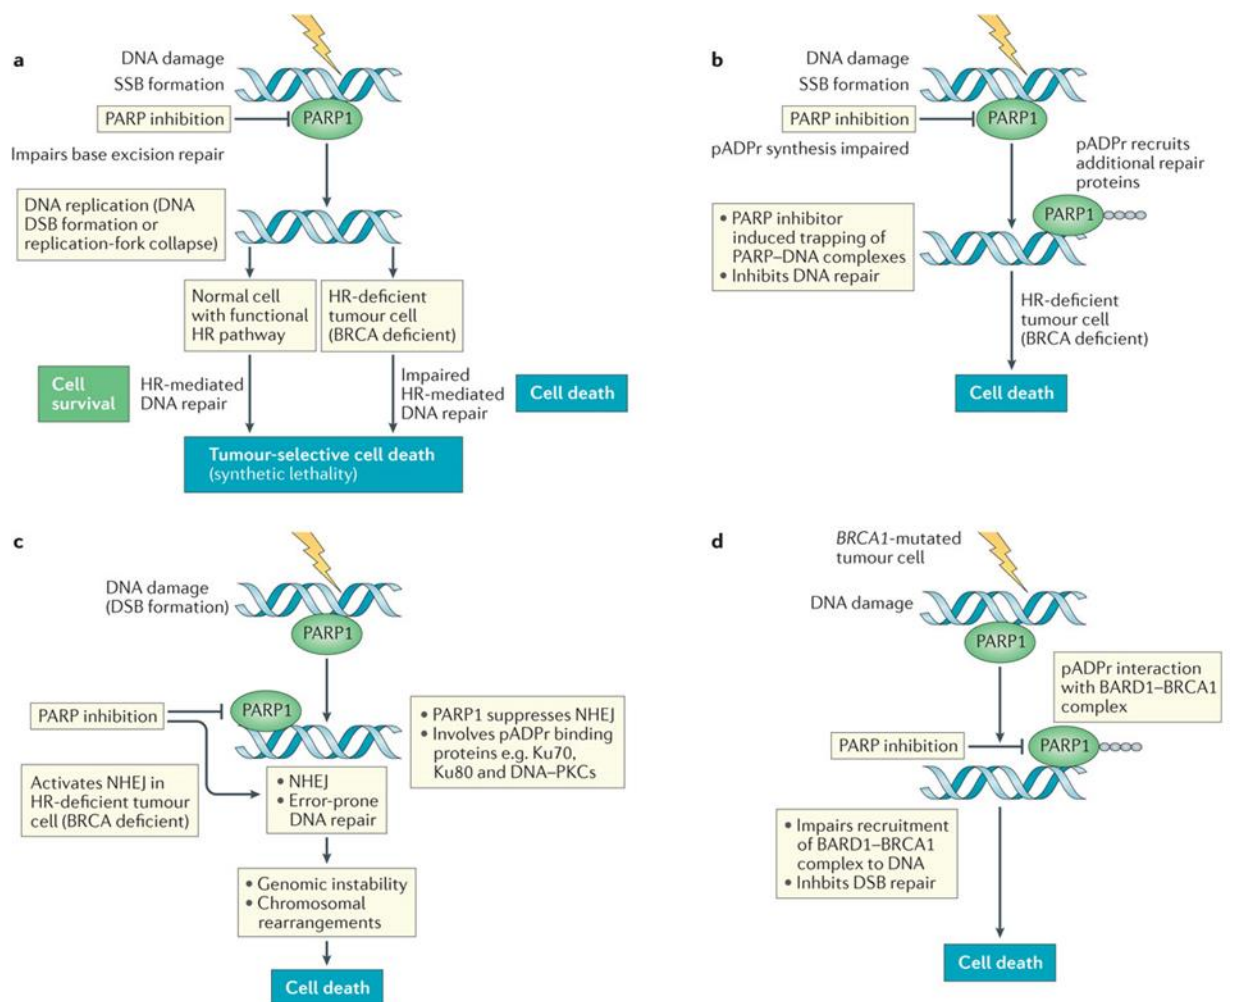 a
DNA damage
SSB formation
PARP inhibition
PARP1
Impairs base excision repair
DNA replication (DNA
DSB formation or
replication-fork collapse)
Normal cell
with functional
HR pathway
HR-deficient
tumour cell
(BRCA deficient)
Cell
survival
HR-mediated
DNA repair
Impaired
HR-mediated
DNA repair
Cell death
Tumour-selective cell death
(synthetic lethality)
b
DNA damage
SSB formation
PARP inhibition
PARP1
pADPr synthesis impaired
pADPr recruits
additional repair
proteins
PARP1
• PARP inhibitor
induced trapping of
PARP–DNA complexes
• Inhibits DNA repair
HR-deficient
tumour cell
(BRCA deficient)
Cell death
c
DNA damage
(DSB formation)
PARP1
PARP inhibition
PARP1
• PARP1 suppresses NHEJ
• Involves pADPr binding
proteins e.g. Ku70,
Ku80 and DNA–PKCs
Activates NHEJ in
HR-deficient tumour
cell (BRCA deficient)
• NHEJ
• Error-prone
DNA repair
• Genomic instability
• Chromosomal
rearrangements
Cell death
d
BRCA1-mutated
tumour cell
DNA damage
PARP1
pADPr interaction
with BARD1–BRCA1
complex
PARP inhibition
PARP1
• Impairs recruitment
of BARD1–BRCA1
complex to DNA
• Inhbits DSB repair
Cell death